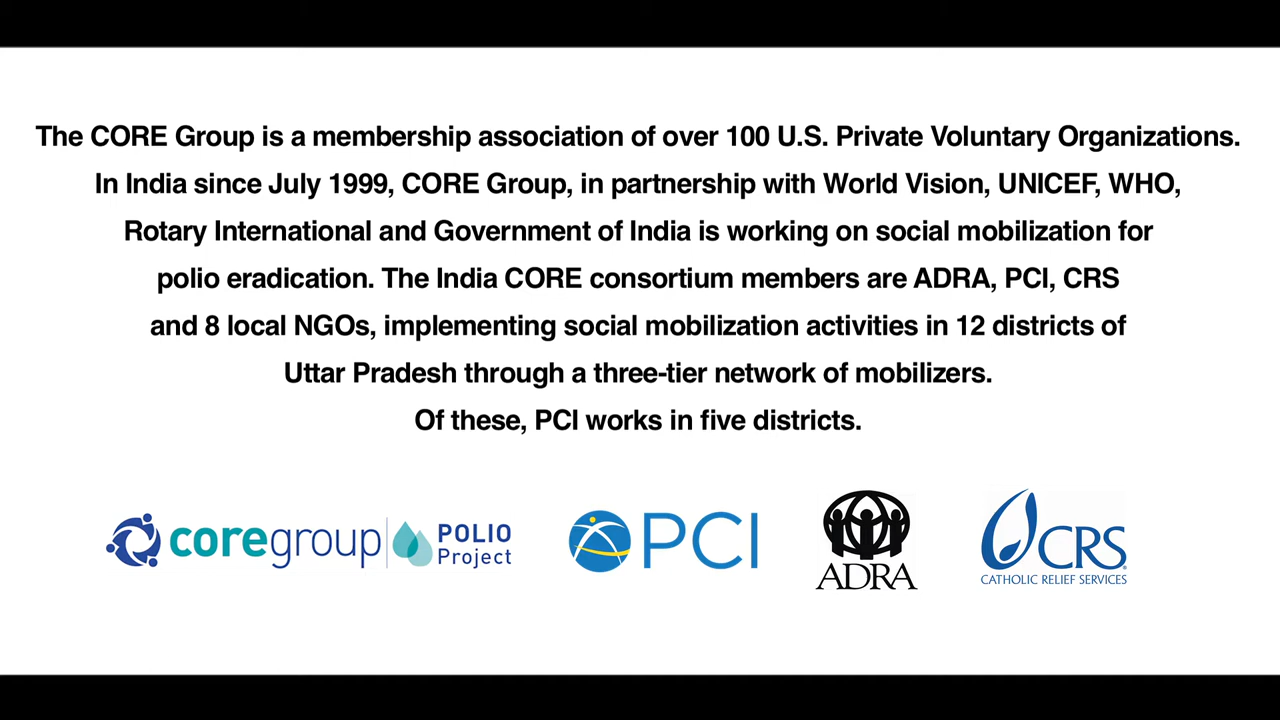 The CORE Group is a membership association of over 100 U.S. Private Voluntary Organizations.
In India since July 1999, CORE Group, in partnership with World Vision, UNICEF, WHO,
Rotary International and Government of India is working on social mobilization for
polio eradication. The India CORE consortium members are ADRA, PCI, CRS
and 8 local NGOs, implementing social mobilization activities in 12 districts of
Uttar Pradesh through a three-tier network of mobilizers.
Of these, PCI works in five districts.
coregroup
POLIO
Project
PCI
ADRA
CRS
CATHOLIC RELIEF SERVICES